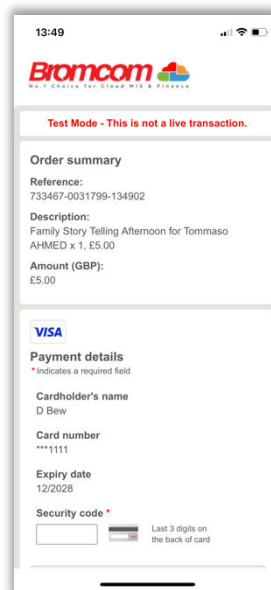 13:49
Bromcom
No.1 Choice for Cloud MIS & Finance
Test Mode - This is not a live transaction.
Order summary
Reference:
733467-0031799-134902
Description:
Family Story Telling Afternoon for Tommaso
AHMED x 1, £5.00
Amount (GBP):
£5.00
VISA
Payment details
* Indicates a required field
Cardholder's name
D Bew
Card number
***1111
Expiry date
12/2028
Security code *
Last 3 digits on
the back of card